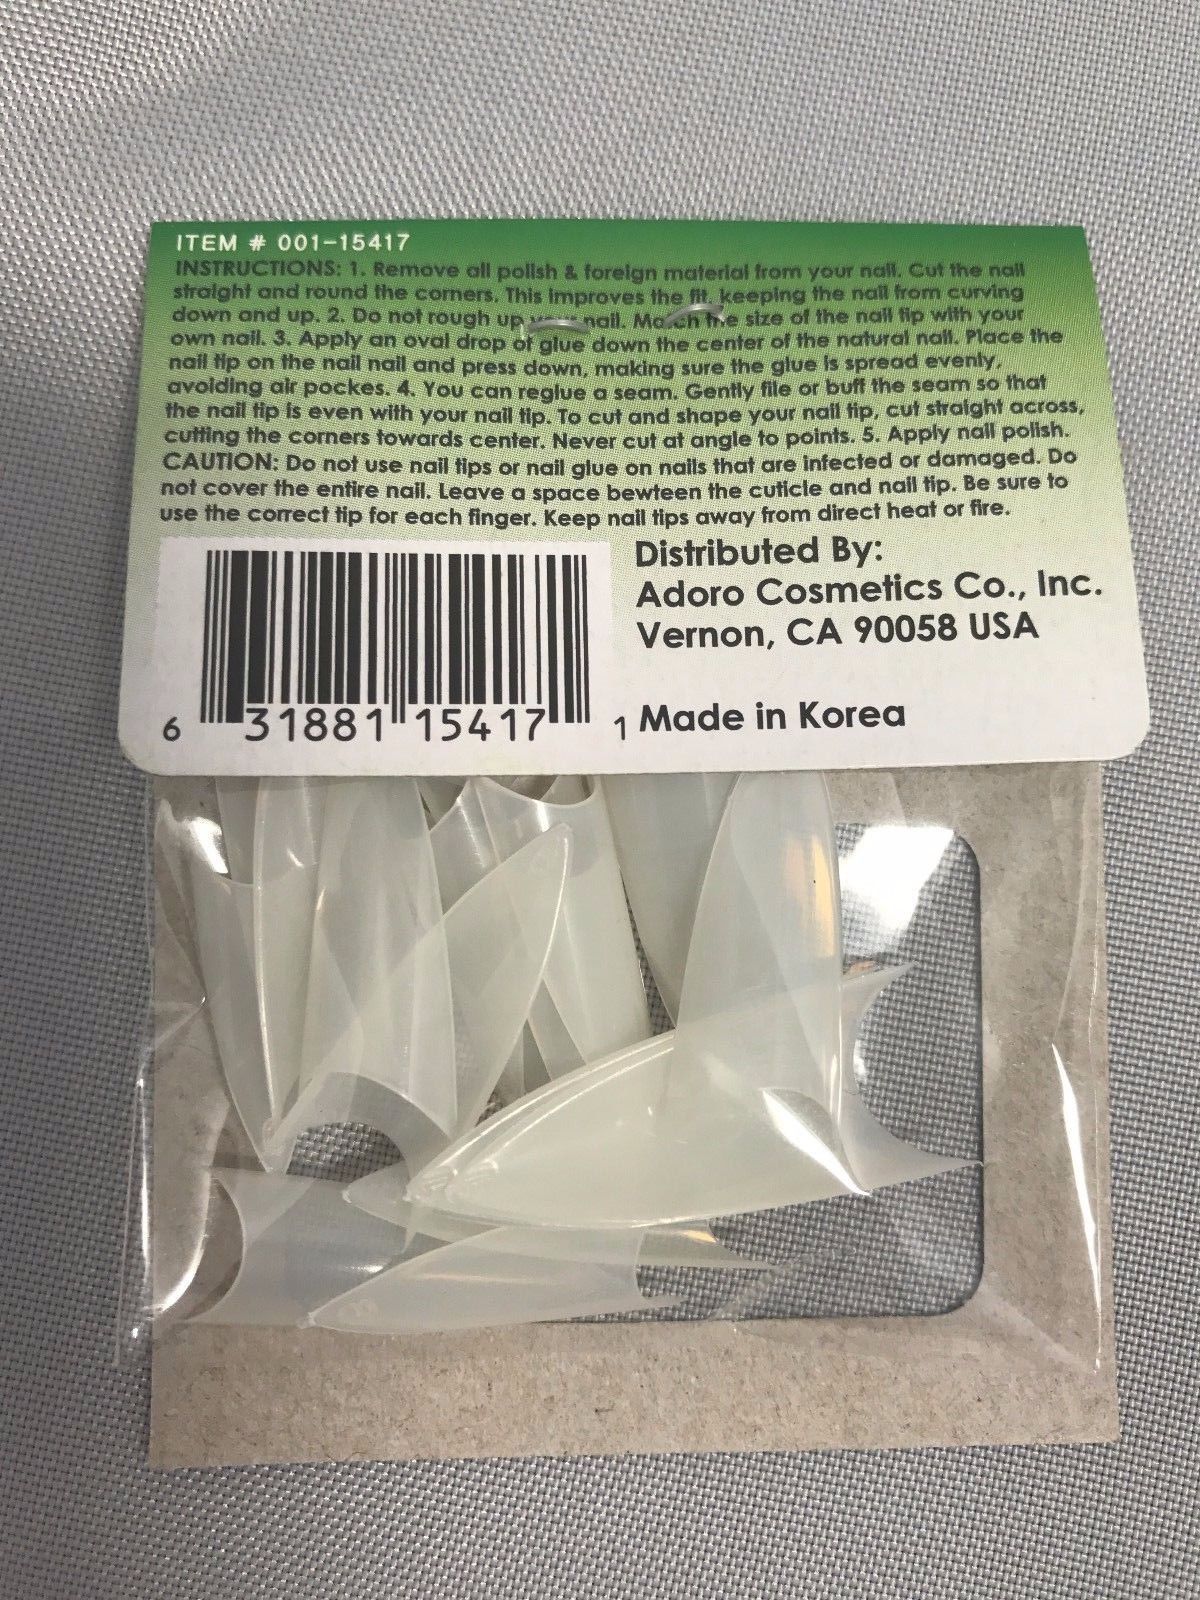 ITEM # 001-15417
INSTRUCTIONS: 1. Remove all polish & foreign material from your nail. Cut the nail
straight and round the corners. This improves the fit, keeping the nail from curving
down and up. 2. Do not rough up your nail. Match the size of the nail tip with your
own nail. 3. Apply an oval drop of glue down the center of the natural nail. Place the
nail tip on the nail nail and press down, making sure the glue is spread evenly,
avoiding air pockes. 4. You can reglue a seam. Gently file or buff the seam so that
the nail tip is even with your nail tip. To cut and shape your nail tip, cut straight across,
cutting the corners towards center. Never cut at angle to points. 5. Apply nail polish.
CAUTION: Do not use nail tips or nail glue on nails that are infected or damaged. Do
not cover the entire nail. Leave a space bewteen the cuticle and nail tip. Be sure to
use the correct tip for each finger. Keep nail tips away from direct heat or fire.
Distributed By:
Adoro Cosmetics Co., Inc.
Vernon, CA 90058 USA
6 31881 15417 1
Made in Korea